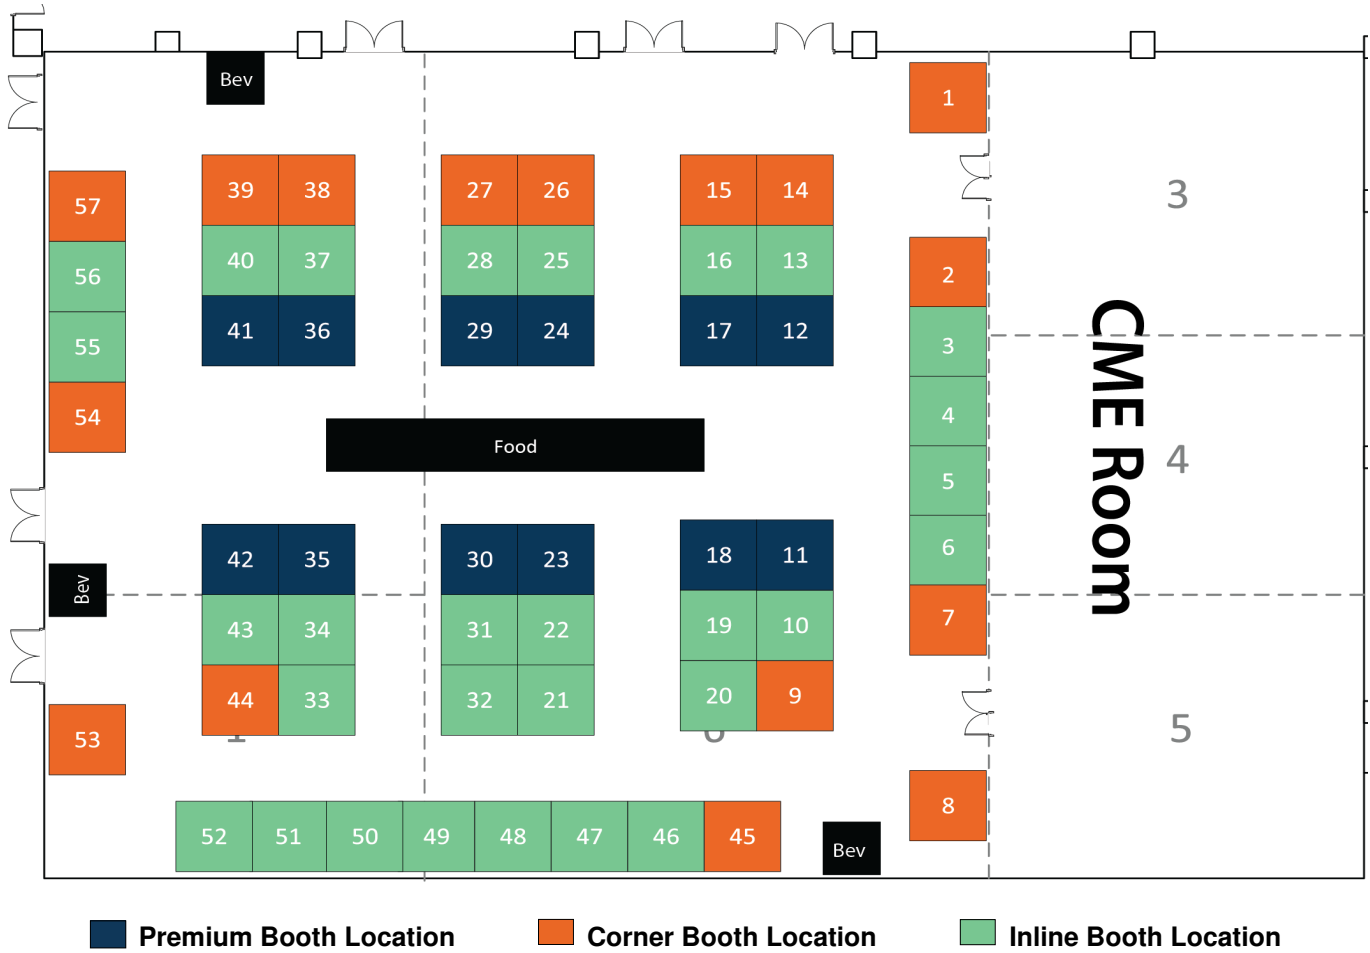 Bev
1
39 38 27 26 15 14
3
57
40 37 28 25 16 13
56
2
41 36 29 24 17 12
55
3
54
4
Food
CME Room
4
5
42 35 30 23 18 11
6
Bev
43 34 31 22 19 10
7
44 33 32 21 20 9
53
1
6
5
8
52 51 50 49 48 47 46 45
Bev
Premium Booth Location Corner Booth Location Inline Booth Location